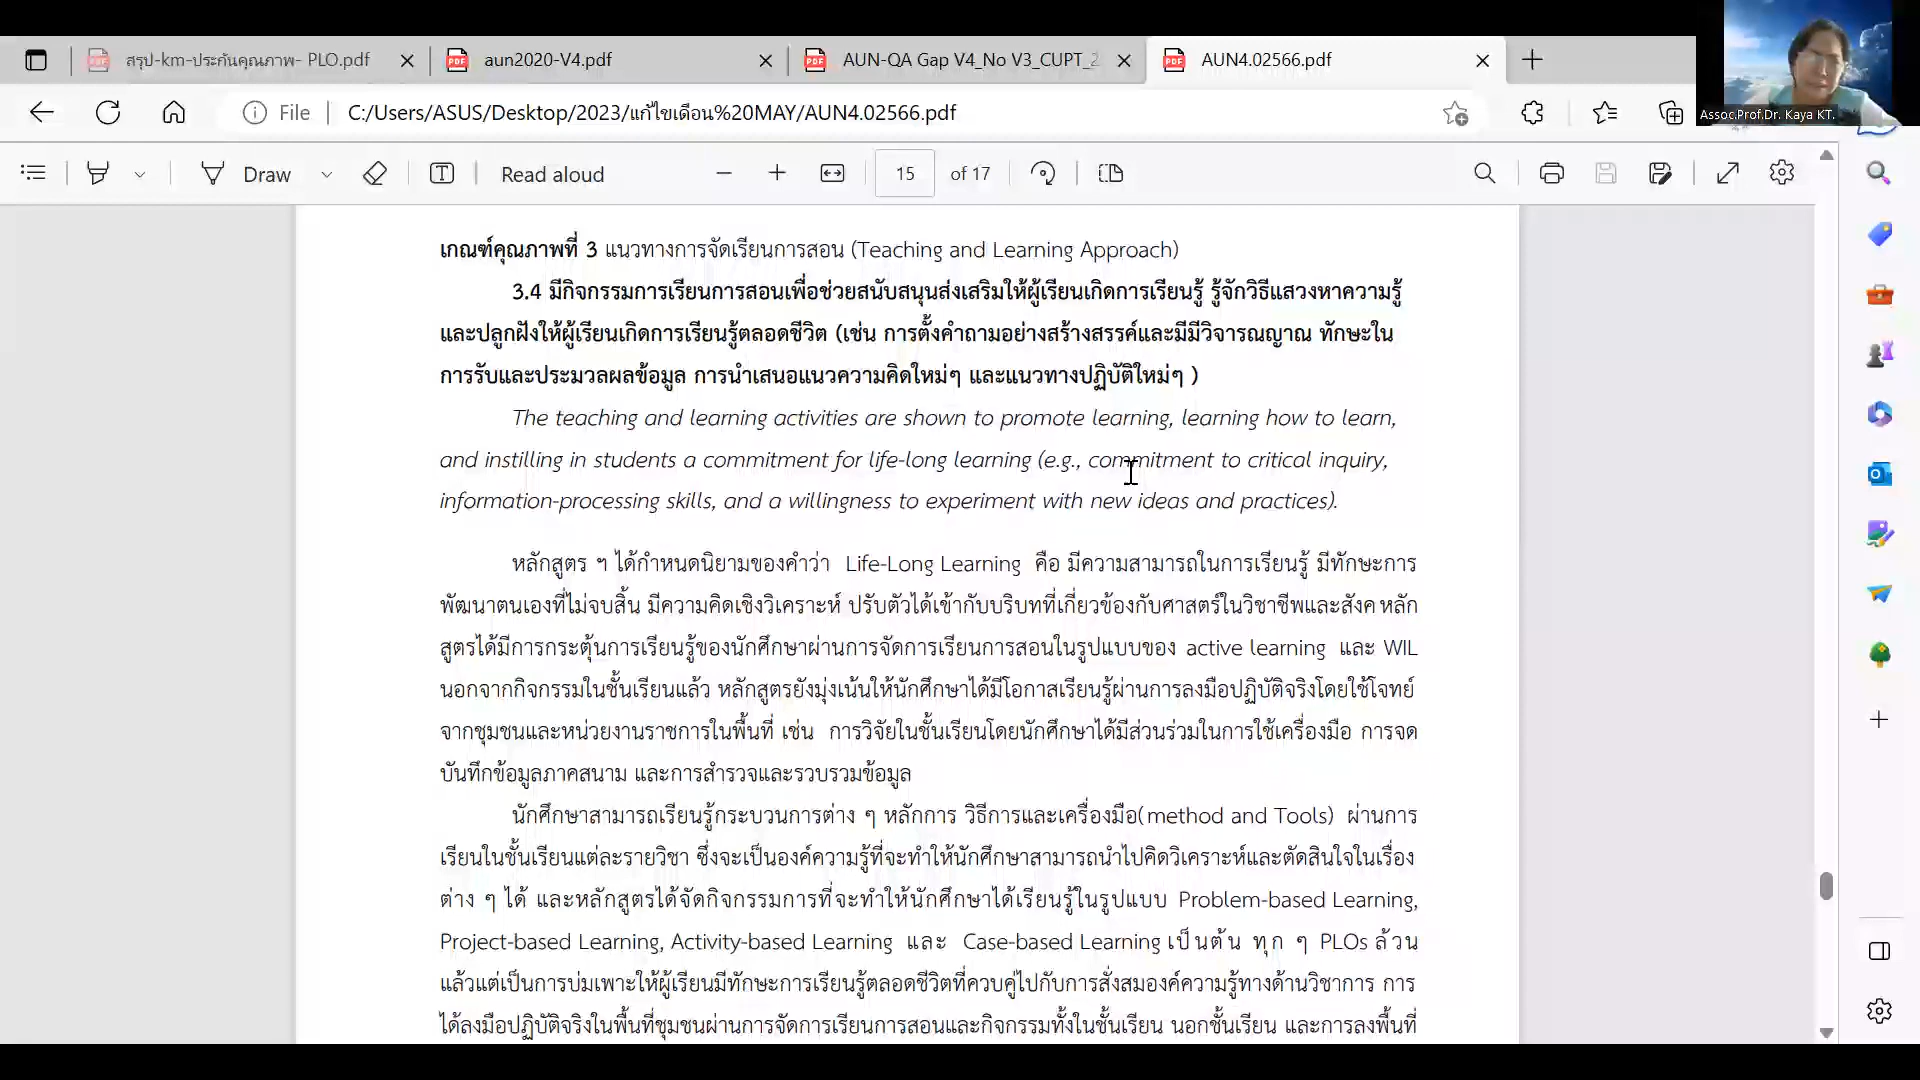 สรุป-km-ประกันคุณภาพ- PLO.pdf
aun2020-V4.pdf
AUN-QA Gap V4_No V3_CUPT_2
AUN4.02566.pdf
File
C:/Users/ASUS/Desktop/2023/แก้ไขเดือน%20MAY/AUN4.02566.pdf
Assoc.Prof.Dr. Kaya KT.
Draw
Read aloud
15 of 17
เกณฑ์คุณภาพที่ 3 แนวทางการจัดเรียนการสอน (Teaching and Learning Approach)
3.4 มีกิจกรรมการเรียนการสอนเพื่อช่วยสนับสนุนส่งเสริมให้ผู้เรียนเกิดการเรียนรู้ รู้จักวิธีแสวงหาความรู้
และปลูกฝังให้ผู้เรียนเกิดการเรียนรู้ตลอดชีวิต (เช่น การตั้งคำถามอย่างสร้างสรรค์และมีมีวิจารณญาณ ทักษะใน
การรับและประมวลผลข้อมูล การนำเสนอแนวความคิดใหม่ๆ และแนวทางปฏิบัติใหม่ๆ )
The teaching and learning activities are shown to promote learning, learning how to learn,
and instilling in students a commitment for life-long learning (e.g., commitment to critical inquiry,
information-processing skills, and a willingness to experiment with new ideas and practices).
หลักสูตร ฯ ได้กำหนดนิยามของคำว่า Life-Long Learning คือ มีความสามารถในการเรียนรู้ มีทักษะการ
พัฒนาตนเองที่ไม่จบสิ้น มีความคิดเชิงวิเคราะห์ ปรับตัวได้เข้ากับบริบทที่เกี่ยวข้องกับศาสตร์ในวิชาชีพและสังค หลัก
สูตรได้มีการกระตุ้นการเรียนรู้ของนักศึกษาผ่านการจัดการเรียนการสอนในรูปแบบของ active learning และ WIL
นอกจากกิจกรรมในชั้นเรียนแล้ว หลักสูตรยังมุ่งเน้นให้นักศึกษาได้มีโอกาสเรียนรู้ผ่านการลงมือปฏิบัติจริงโดยใช้โจทย์
จากชุมชนและหน่วยงานราชการในพื้นที่ เช่น การวิจัยในชั้นเรียนโดยนักศึกษาได้มีส่วนร่วมในการใช้เครื่องมือ การจด
บันทึกข้อมูลภาคสนาม และการสำรวจและรวบรวมข้อมูล
นักศึกษาสามารถเรียนรู้กระบวนการต่าง ๆ หลักการ วิธีการและเครื่องมือ(method and Tools) ผ่านการ
เรียนในชั้นเรียนแต่ละรายวิชา ซึ่งจะเป็นองค์ความรู้ที่จะทำให้นักศึกษาสามารถนำไปคิดวิเคราะห์และตัดสินใจในเรื่อง
ต่าง ๆ ได้ และหลักสูตรได้จัดกิจกรรมการที่จะทำให้นักศึกษาได้เรียนรู้ในรูปแบบ Problem-based Learning,
Project-based Learning, Activity-based Learning และ Case-based Learning เป็นต้น ทุก ๆ PLOs ล้วน
แล้วแต่เป็นการบ่มเพาะให้ผู้เรียนมีทักษะการเรียนรู้ตลอดชีวิตที่ควบคู่ไปกับการสั่งสมองค์ความรู้ทางด้านวิชาการ การ
ได้ลงมือปฏิบัติจริงในพื้นที่ชุมชนผ่านการจัดการเรียนการสอนและกิจกรรมทั้งในชั้นเรียน นอกชั้นเรียน และการลงพื้นที่